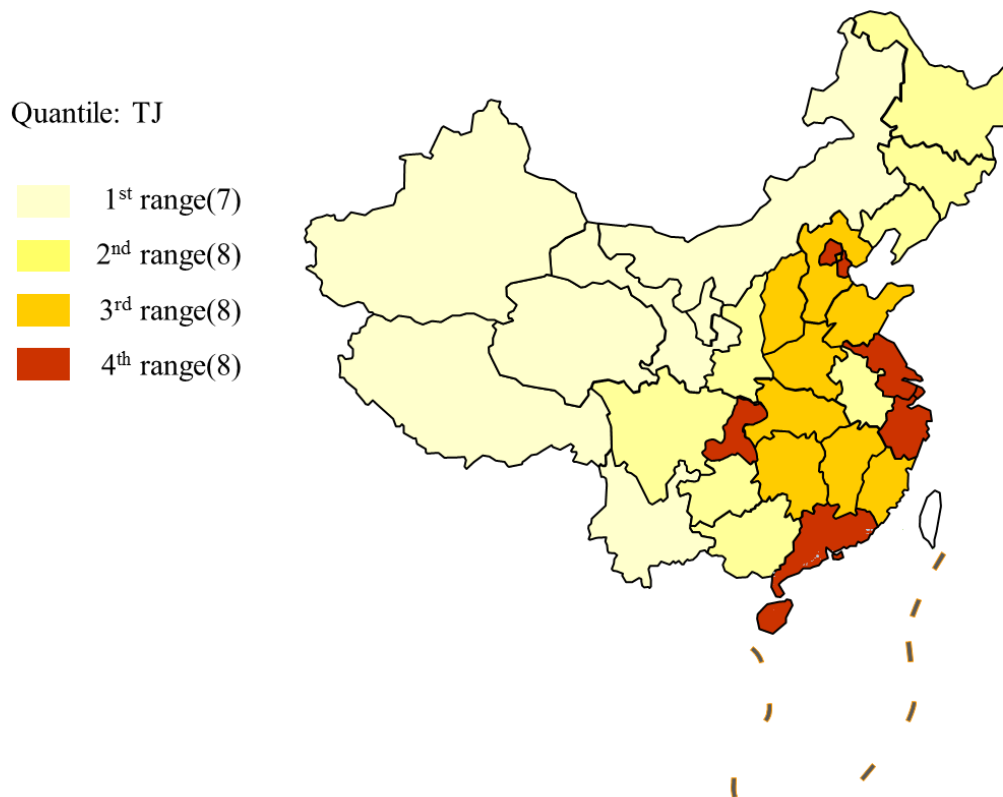 Quantile: TJ
1st range(7)
2nd range(8)
3rd range(8)
4th range(8)